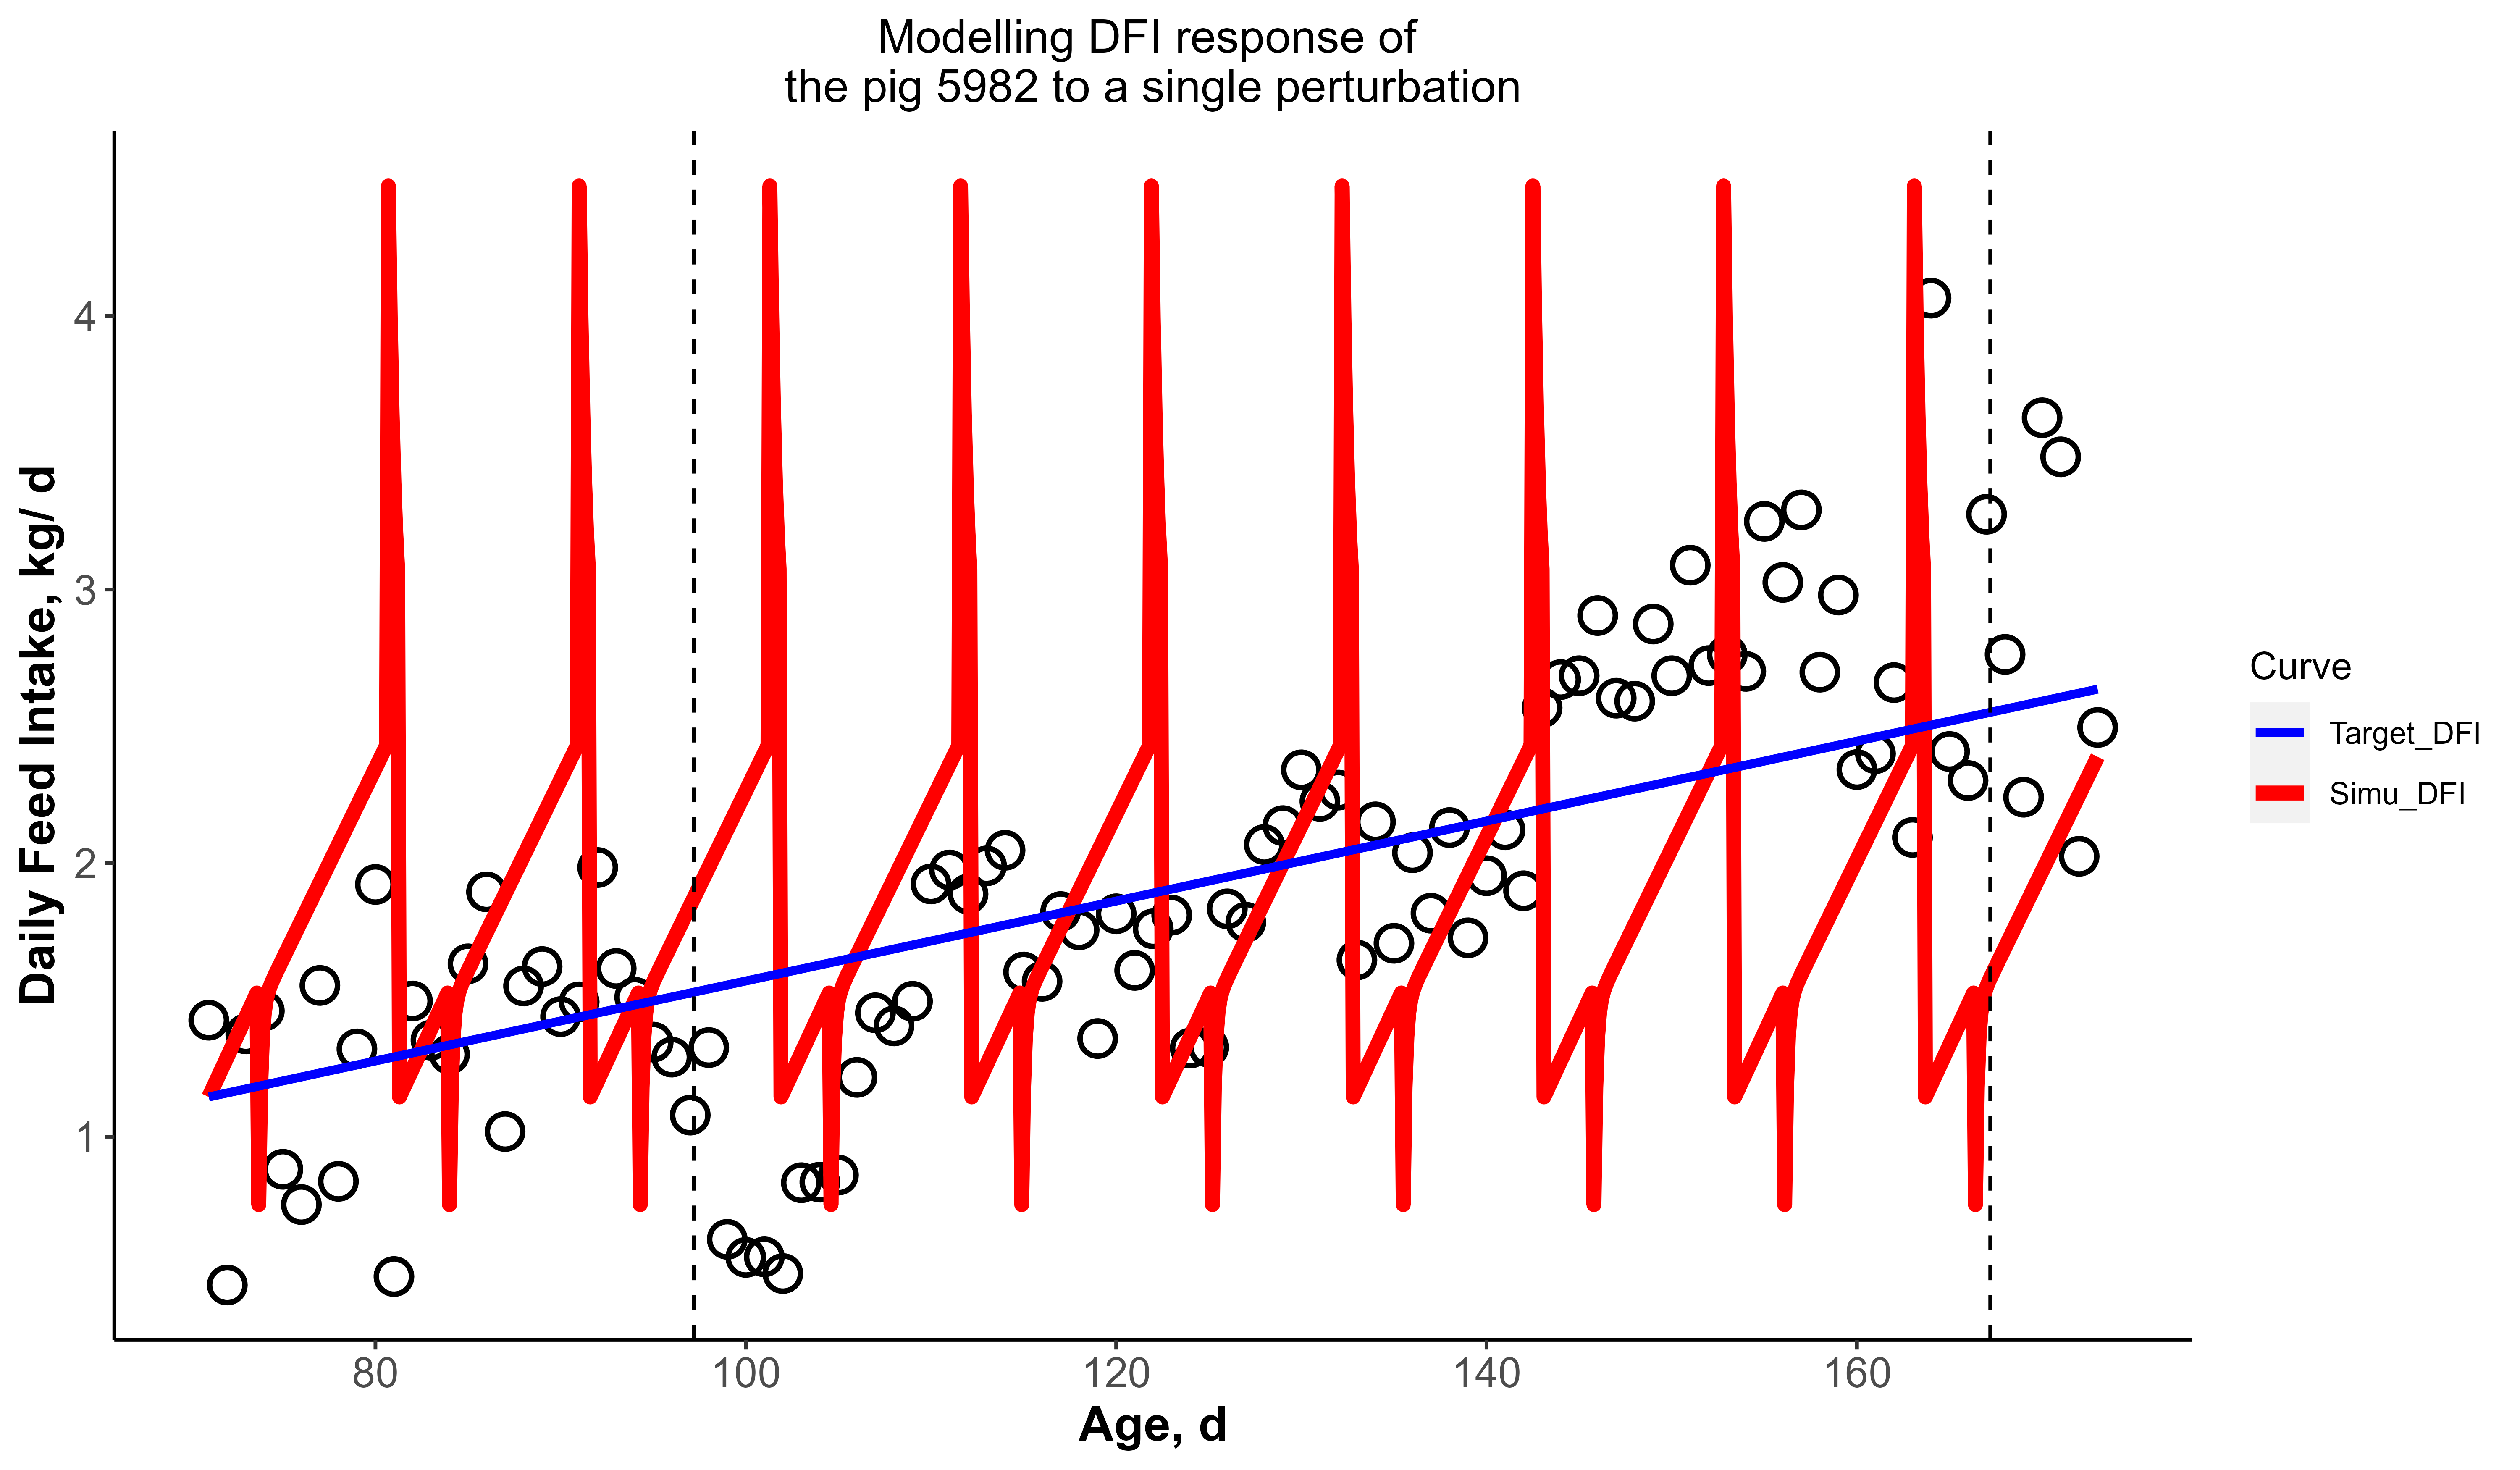 Modelling DFI response of
the pig 5982 to a single perturbation
Daily Feed Intake, kg/ d
4
3
2
1
80 100 120 140 160
Age, d
Curve
Target_DFI
Simu_DFI